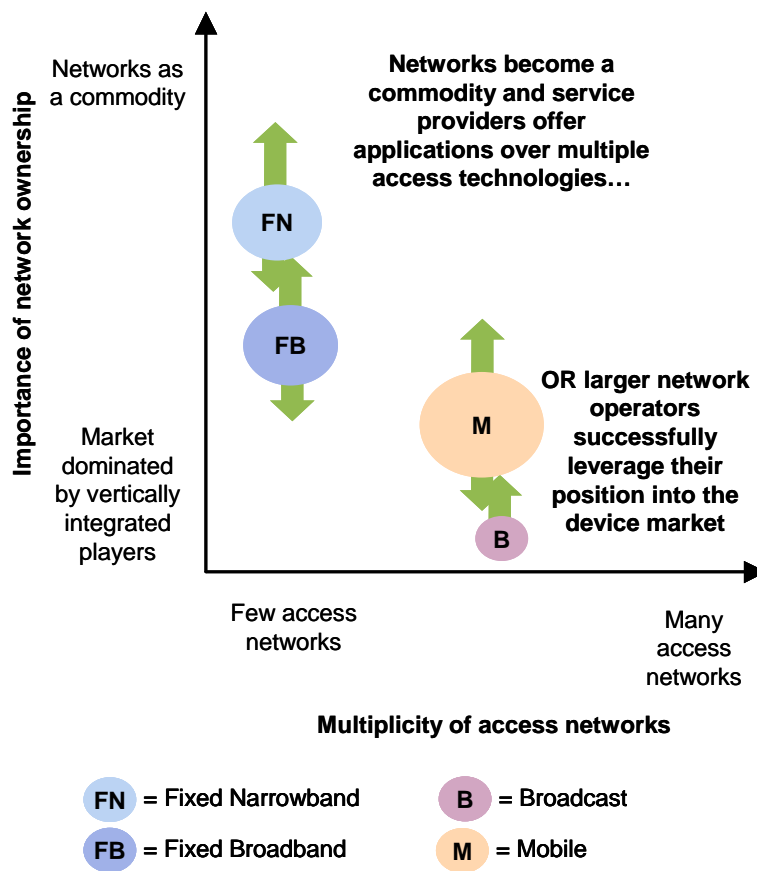 Networks as
a commodity
Networks become a
commodity and service
providers offer
applications over multiple
access technologies…
Importance of network ownership
FN
FB
M
B
OR larger network
operators
successfully
leverage their
position into the
device market
Market
dominated
by vertically
integrated
players
Few access
networks
Many
access
networks
Multiplicity of access networks
FN = Fixed Narrowband
B = Broadcast
FB = Fixed Broadband
M = Mobile